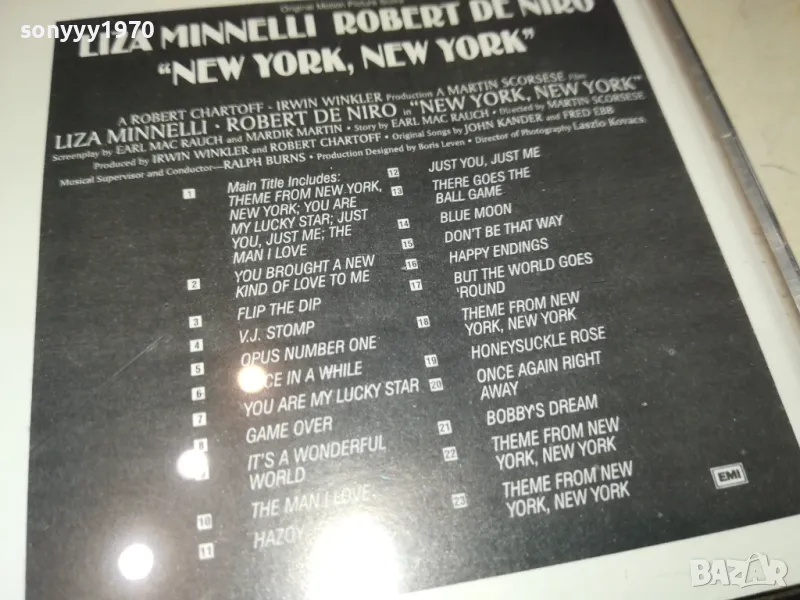 sonyyy1970
Original Motion Picture Score
LIZA MINNELLI ROBERT DE NIRO
"NEW YORK, NEW YORK"
A ROBERT CHARTOFF - IRWIN WINKLER Production A MARTIN SCORSESE Film
LIZA MINNELLI · ROBERT DE NIRO in "NEW YORK, NEW YORK"
Screenplay by EARL MAC RAUCH and MARDIK MARTIN · Story by EARL MAC RAUCH · Directed by MARTIN SCORSESE
Produced by IRWIN WINKLER and ROBERT CHARTOFF · Original Songs by JOHN KANDER and FRED EBB
Musical Supervisor and Conductor—RALPH BURNS · Production Designed by Boris Leven · Director of Photography Laszlo Kovacs
1 Main Title Includes:
THEME FROM NEW YORK,
NEW YORK; YOU ARE
MY LUCKY STAR; JUST
YOU, JUST ME; THE
MAN I LOVE
2 YOU BROUGHT A NEW
KIND OF LOVE TO ME
3 FLIP THE DIP
4 V.J. STOMP
5 OPUS NUMBER ONE
6 IN A WHILE
7 YOU ARE MY LUCKY STAR
8 GAME OVER
9 IT'S A WONDERFUL
WORLD
10 THE MAN I LOVE
11 HAZOY
12 JUST YOU, JUST ME
13 THERE GOES THE
BALL GAME
14 BLUE MOON
15 DON'T BE THAT WAY
16 HAPPY ENDINGS
17 BUT THE WORLD GOES
'ROUND
18 THEME FROM NEW
YORK, NEW YORK
19 HONEYSUCKLE ROSE
20 ONCE AGAIN RIGHT
AWAY
21 BOBBY'S DREAM
22 THEME FROM NEW
YORK, NEW YORK
23 THEME FROM NEW
YORK, NEW YORK
EMI
BAZAR